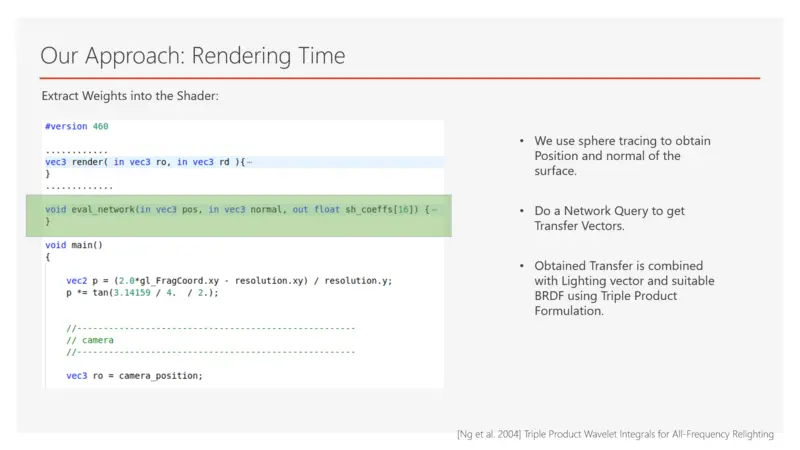 Our Approach: Rendering Time
Extract Weights into the Shader:
#version 460
............
vec3 render( in vec3 ro, in vec3 rd ){⋯
}
.............
void eval_network(in vec3 pos, in vec3 normal, out float sh_coeffs[16]) {⋯
}
void main()
{
vec2 p = (2.0*gl_FragCoord.xy - resolution.xy) / resolution.y;
p *= tan(3.14159 / 4.  / 2.);
//-----------------------------------------------------
// camera
//-----------------------------------------------------
vec3 ro = camera_position;
• We use sphere tracing to obtain
Position and normal of the
surface.
• Do a Network Query to get
Transfer Vectors.
• Obtained Transfer is combined
with Lighting vector and suitable
BRDF using Triple Product
Formulation.
[Ng et al. 2004] Triple Product Wavelet Integrals for All-Frequency Relighting